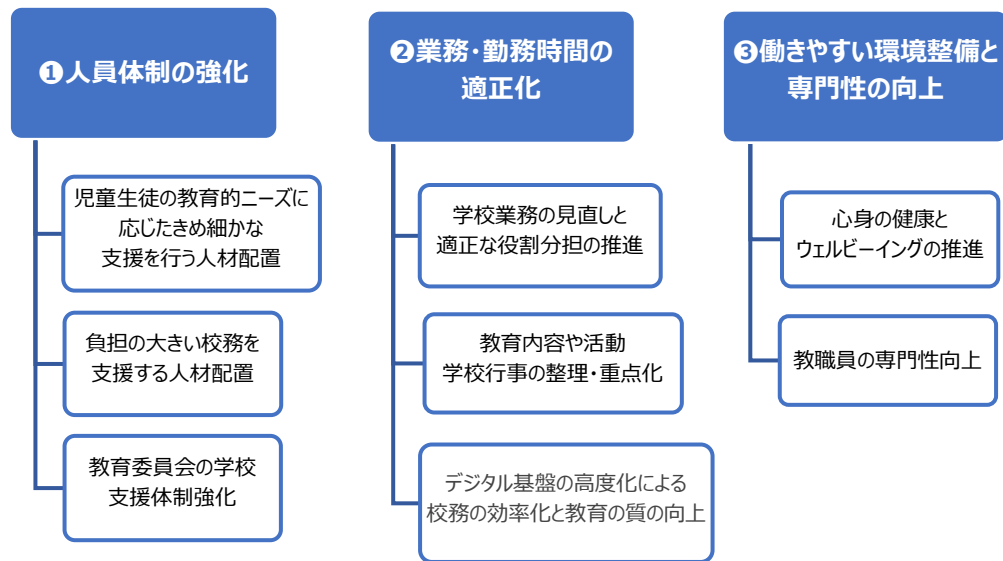 ❶人員体制の強化
児童生徒の教育的ニーズに
応じたきめ細かな
支援を行う人材配置
負担の大きい校務を
支援する人材配置
教育委員会の学校
支援体制強化
❷業務・勤務時間の
適正化
学校業務の見直しと
適正な役割分担の推進
教育内容や活動
学校行事の整理・重点化
デジタル基盤の高度化による
校務の効率化と教育の質の向上
❸働きやすい環境整備と
専門性の向上
心身の健康と
ウェルビーイングの推進
教職員の専門性向上